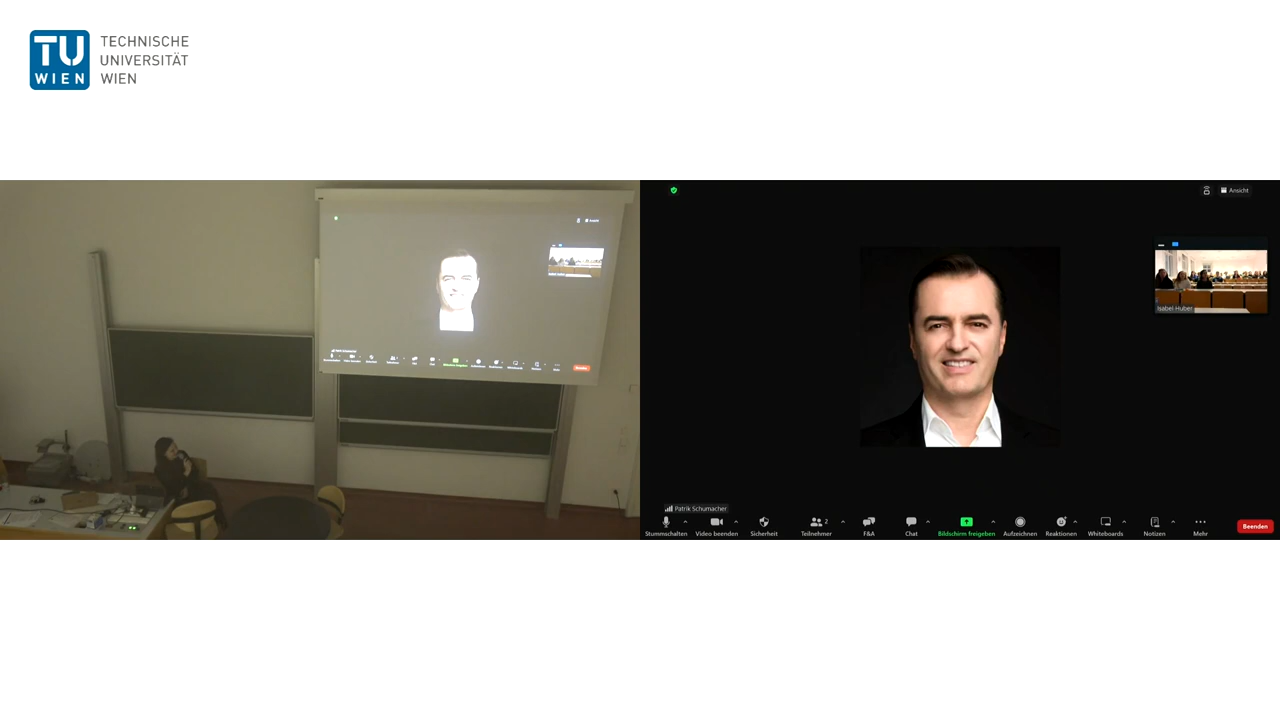 TU
WIEN
TECHNISCHE
UNIVERSITÄT
WIEN
Ansicht
Isabel Huber
Patrik Schumacher
Stummschalten
Video beenden
Sicherheit
Teilnehmer
2
F&A
Chat
Bildschirm freigeben
Aufzeichnen
Reaktionen
Whiteboards
Notizen
Mehr
Beenden